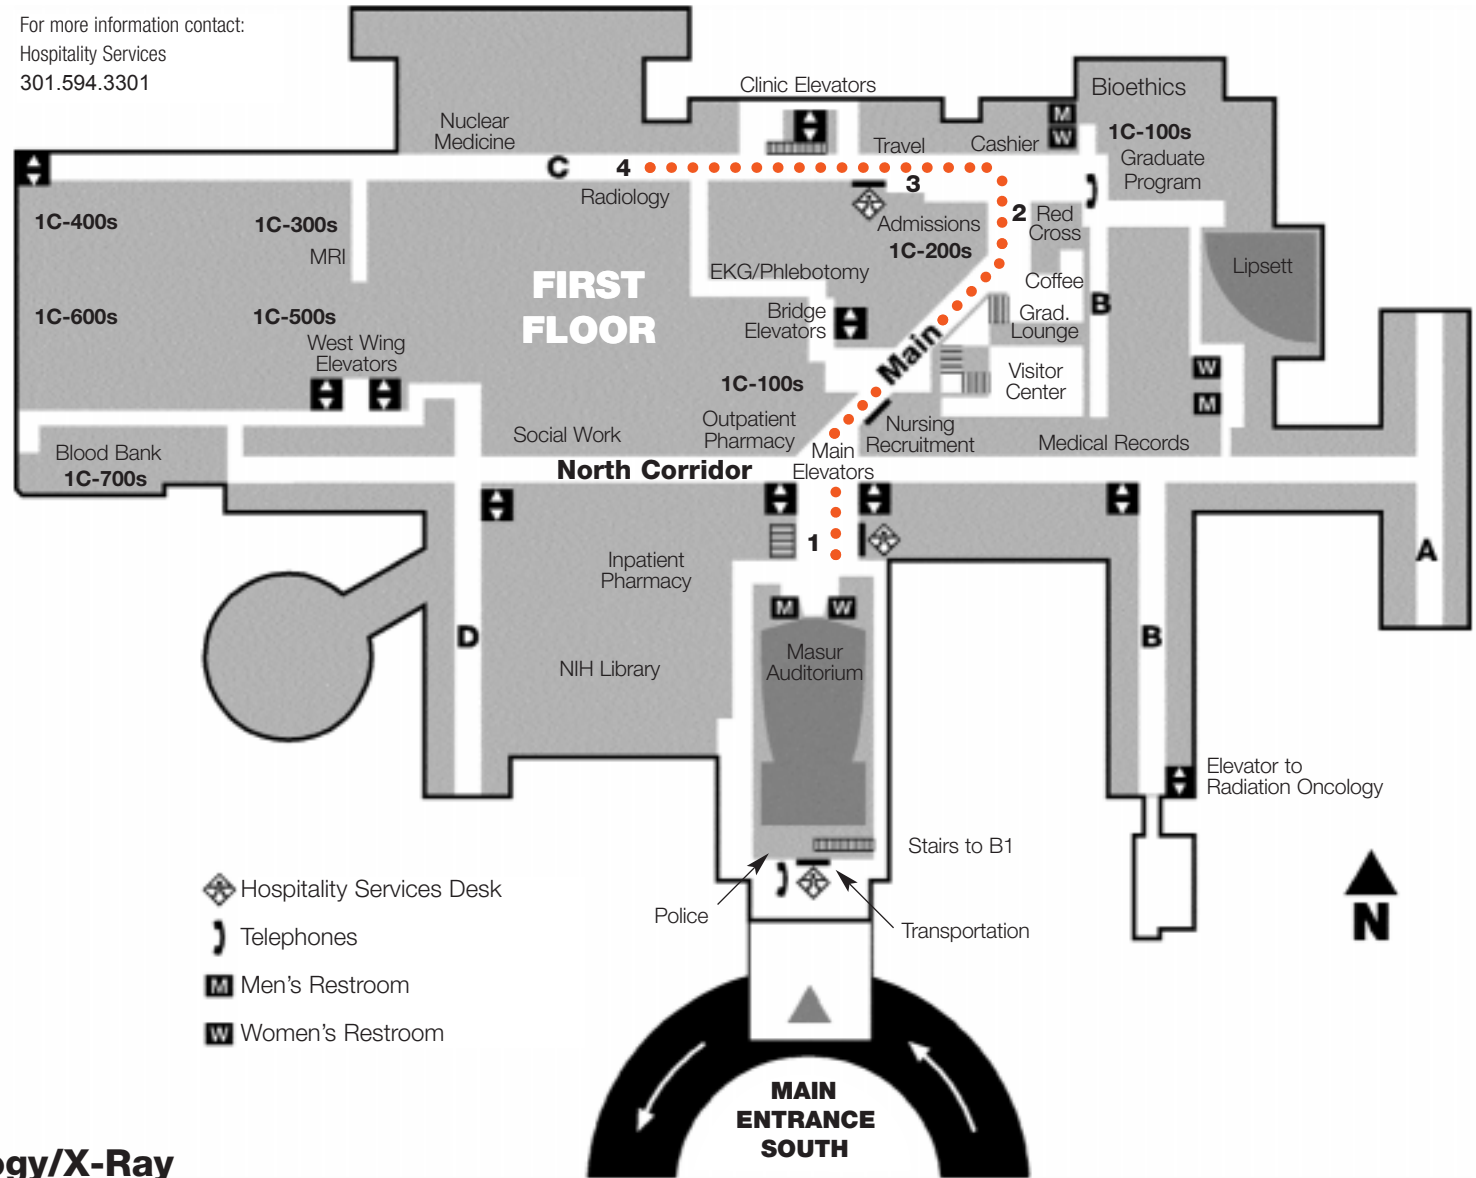 For more information contact:
Hospitality Services
301.594.3301
Clinic Elevators
Bioethics
Nuclear
Medicine
M
W
1C-100s
Graduate
Program
Travel
Cashier
C
4
3
Radiology
2
Red
Cross
Admissions
1C-200s
1C-400s
1C-300s
MRI
EKG/Phlebotomy
Lipsett
FIRST
FLOOR
Coffee
B
Bridge
Elevators
Grad.
Lounge
1C-600s
1C-500s
West Wing
Elevators
Main
Visitor
Center
W
M
1C-100s
Outpatient
Pharmacy
Nursing
Recruitment
Social Work
Medical Records
Blood Bank
1C-700s
North Corridor
Main
Elevators
1
A
Inpatient
Pharmacy
M
W
D
B
Masur
Auditorium
NIH Library
Elevator to
Radiation Oncology
Stairs to B1
Hospitality Services Desk
Police
Transportation
N
Telephones
M Men's Restroom
W Women's Restroom
MAIN
ENTRANCE
SOUTH
ogy/X-Ray